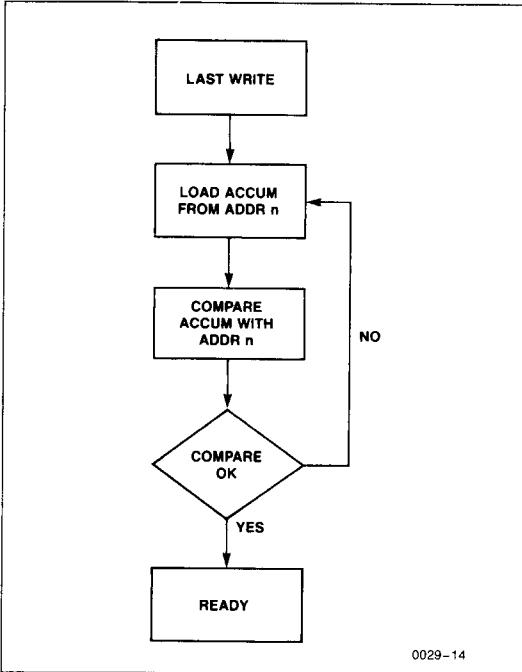 LAST WRITE
LOAD ACCUM
FROM ADDR n
COMPARE
ACCUM WITH
ADDR n
NO
COMPARE
OK
YES
READY
0029-14